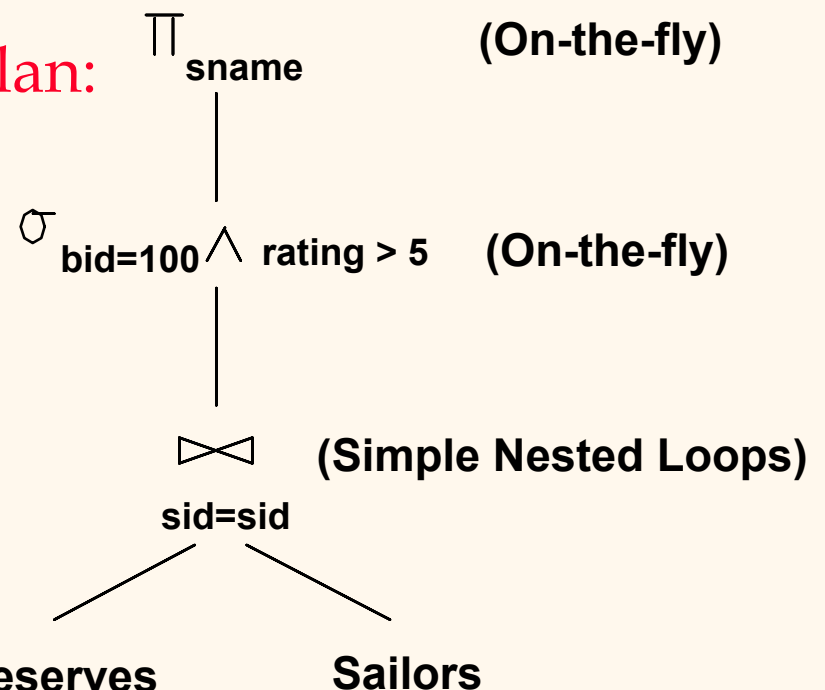 π (On-the-fly)
lan: sname
σ bid=100 ∧ rating > 5 (On-the-fly)
⋈ (Simple Nested Loops)
sid=sid
eserves Sailors